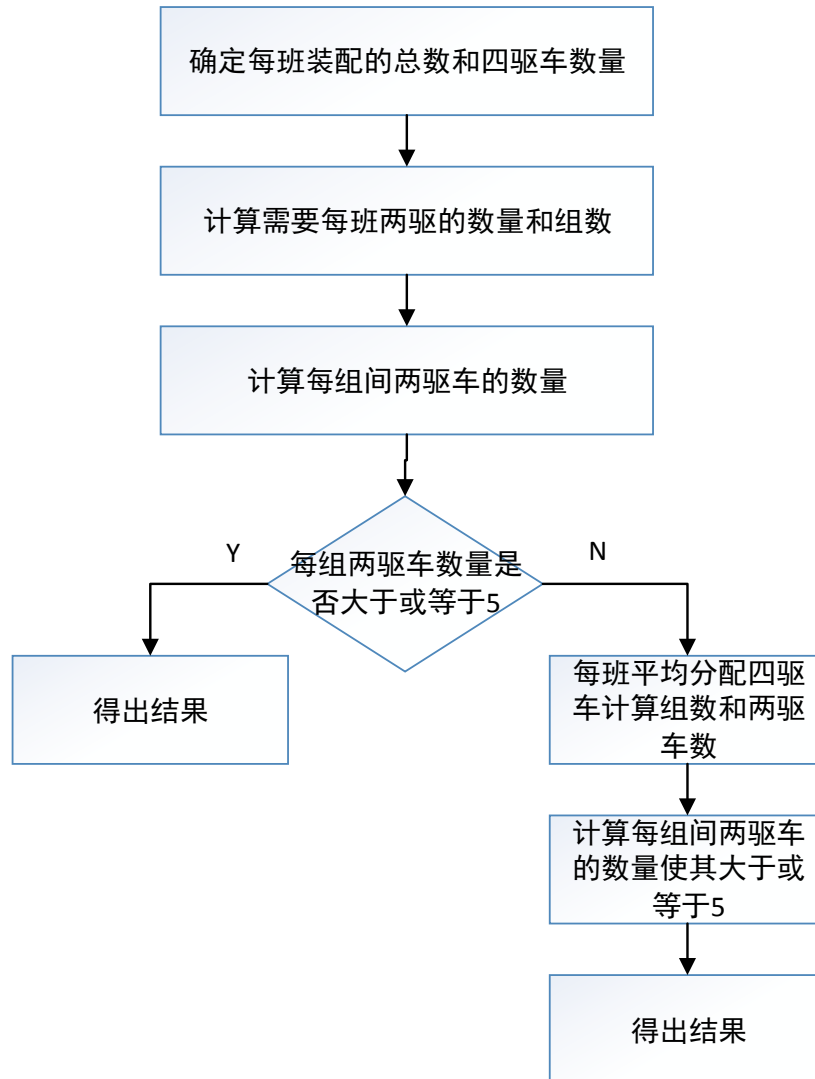 确定每班装配的总数和四驱车数量
计算需要每班两驱的数量和组数
计算每组间两驱车的数量
每组两驱车数量是
否大于或等于5
Y
N
得出结果
每班平均分配四驱
车计算组数和两驱
车数
计算每组间两驱车
的数量使其大于或
等于5
得出结果